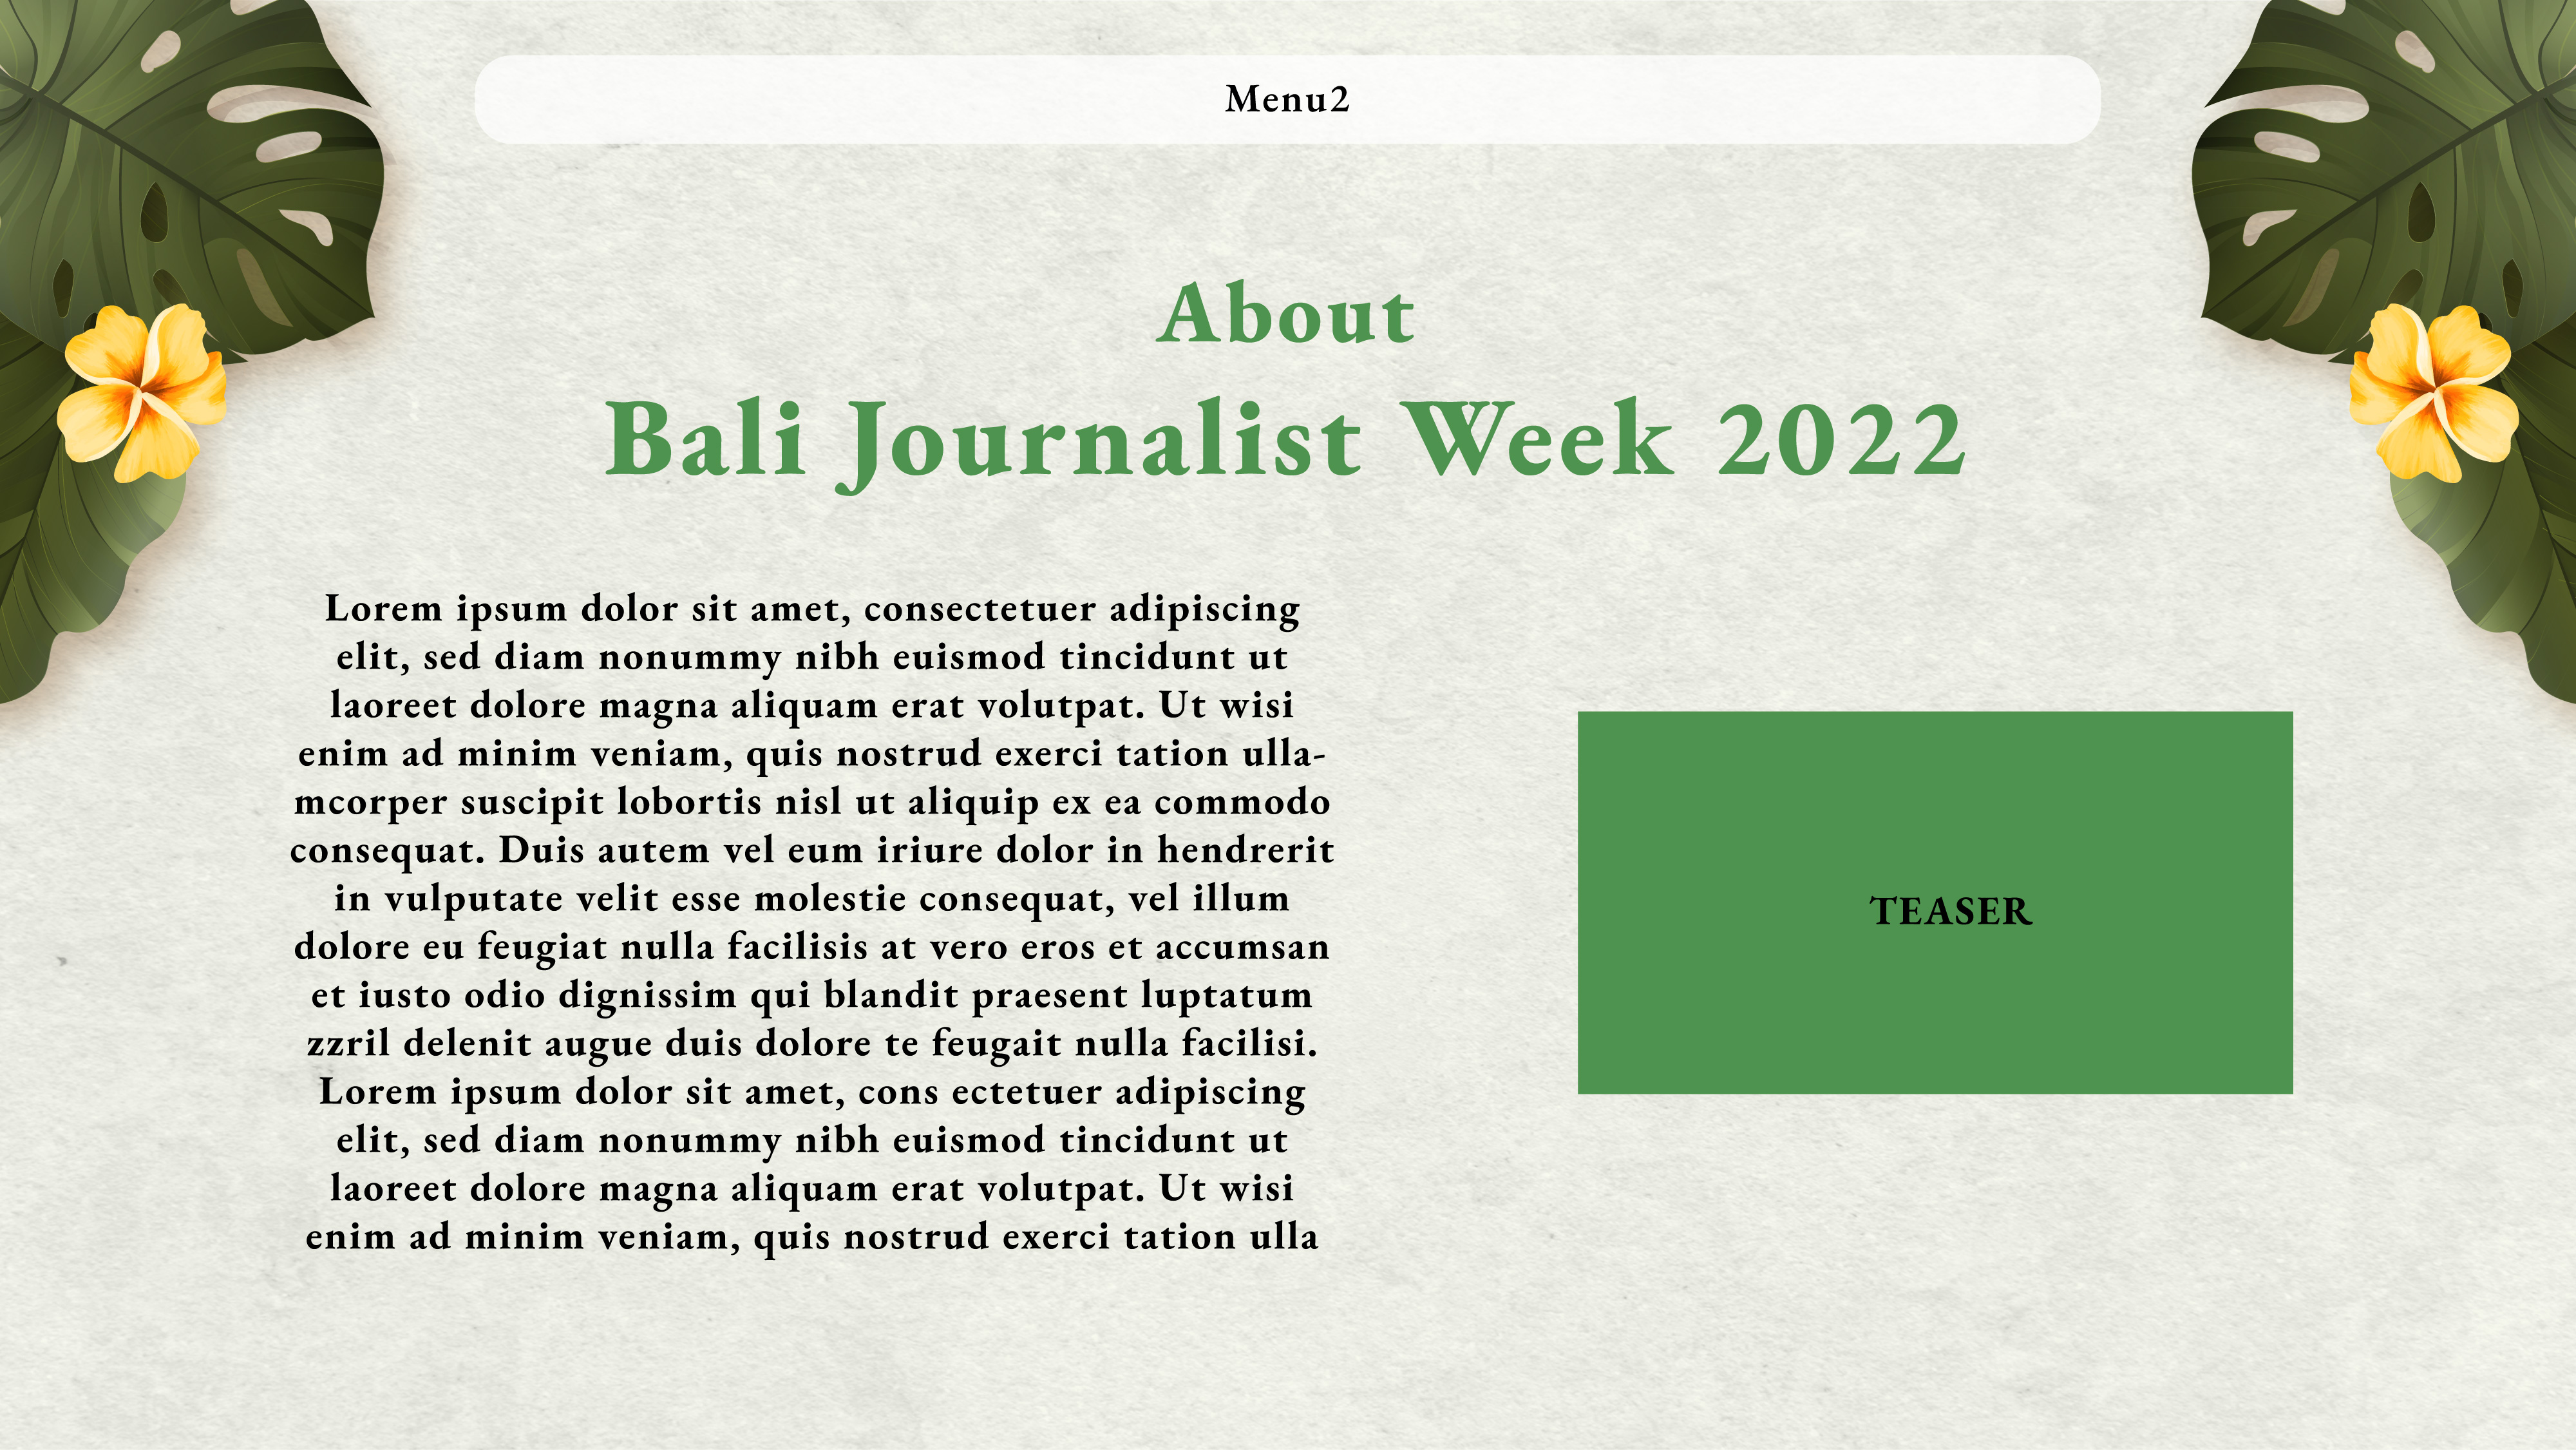 Menu2
About
Bali Journalist Week 2022
Lorem ipsum dolor sit amet, consectetuer adipiscing
elit, sed diam nonummy nibh euismod tincidunt ut
laoreet dolore magna aliquam erat volutpat. Ut wisi
enim ad minim veniam, quis nostrud exerci tation ulla-
mcorper suscipit lobortis nisl ut aliquip ex ea commodo
consequat. Duis autem vel eum iriure dolor in hendrerit
in vulputate velit esse molestie consequat, vel illum
dolore eu feugiat nulla facilisis at vero eros et accumsan
et iusto odio dignissim qui blandit praesent luptatum
zzril delenit augue duis dolore te feugait nulla facilisi.
Lorem ipsum dolor sit amet, cons ectetuer adipiscing
elit, sed diam nonummy nibh euismod tincidunt ut
laoreet dolore magna aliquam erat volutpat. Ut wisi
enim ad minim veniam, quis nostrud exerci tation ulla
TEASER